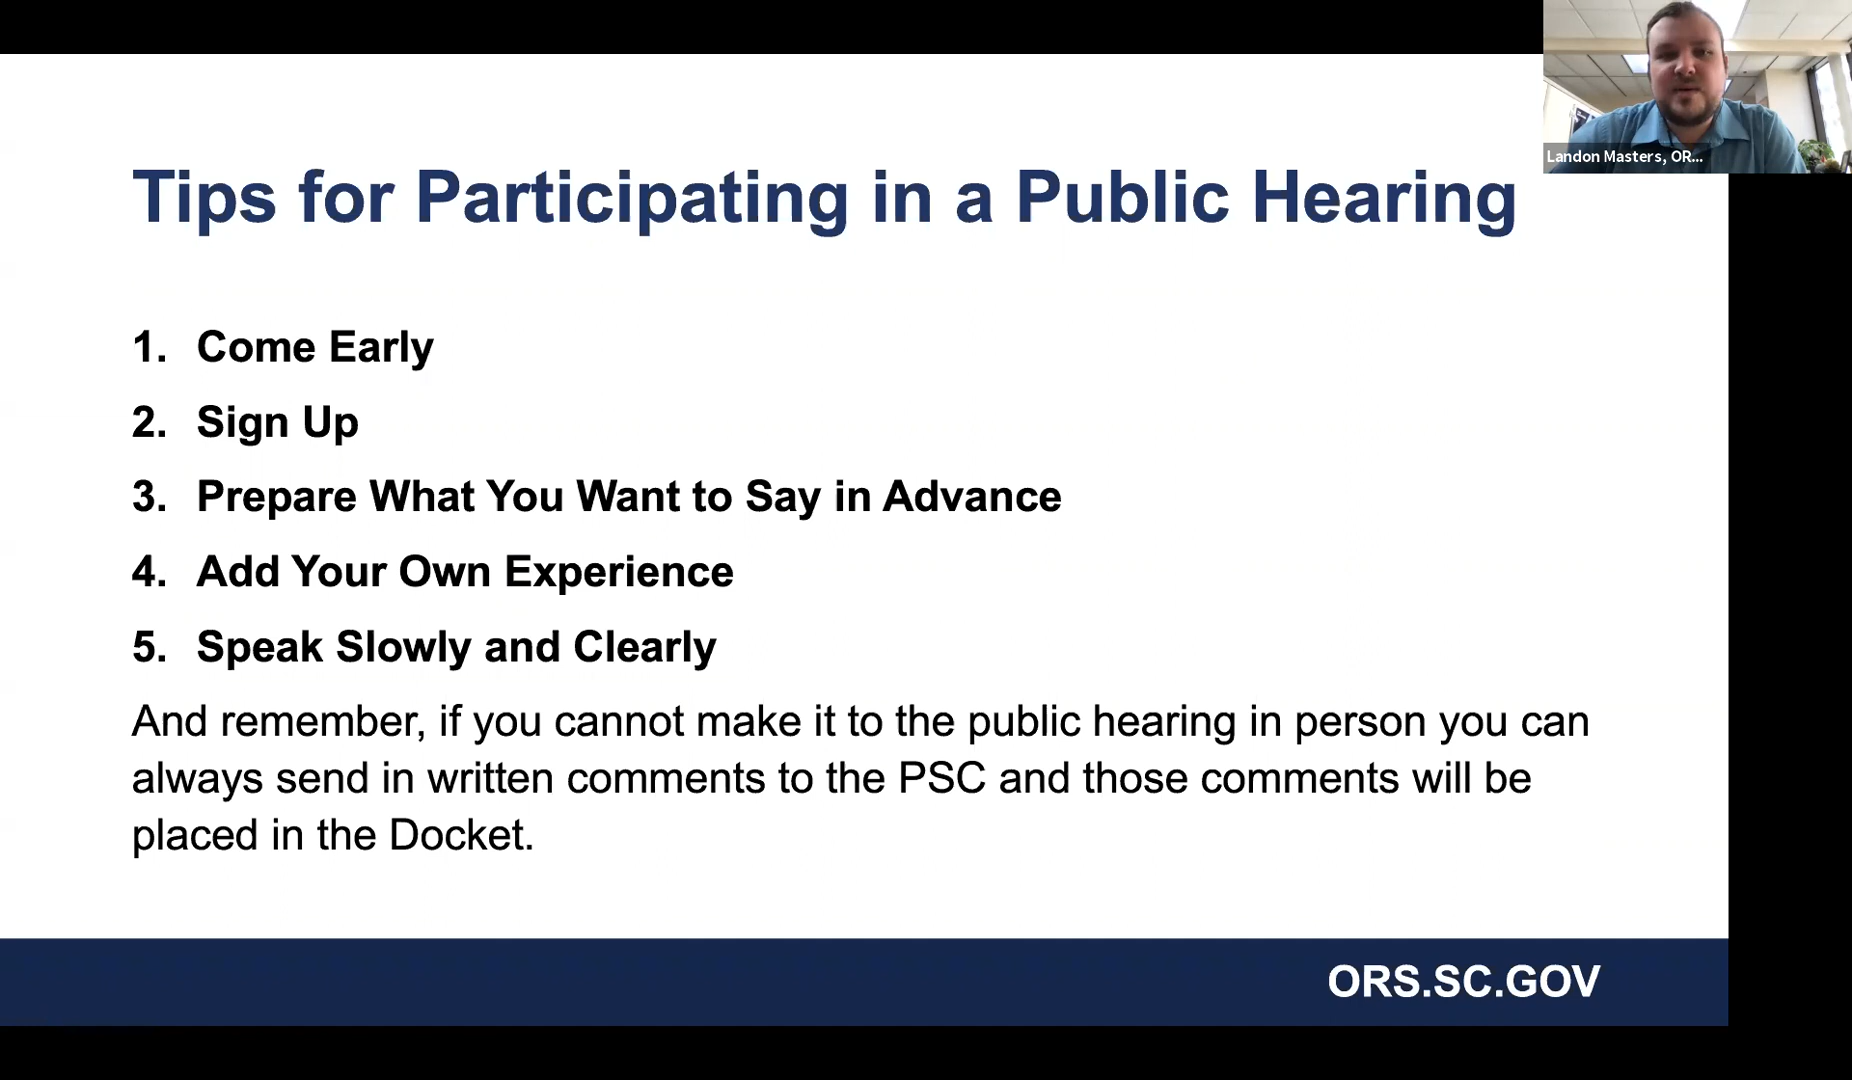 Landon Masters, OR...
Tips for Participating in a Public Hearing
1. Come Early
2. Sign Up
3. Prepare What You Want to Say in Advance
4. Add Your Own Experience
5. Speak Slowly and Clearly
And remember, if you cannot make it to the public hearing in person you can
always send in written comments to the PSC and those comments will be
placed in the Docket.
ORS.SC.GOV